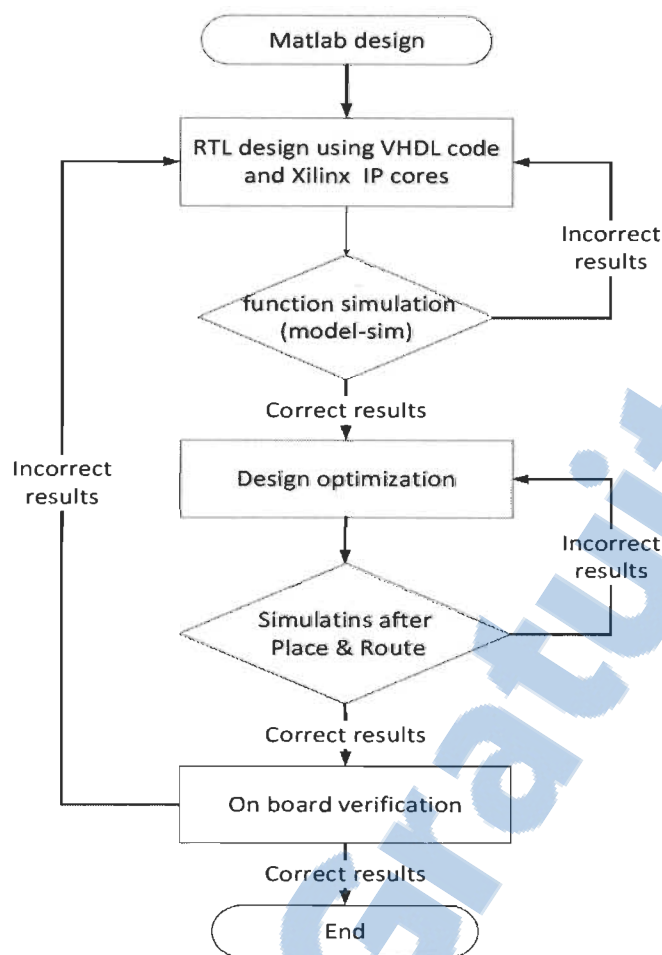 Matlab design
RTL design using VHDL code
and Xilinx IP cores
Incorrect
results
function simulation
(model-sim)
Correct results
Incorrect
results
Design optimization
Incorrect
results
Simulatins after
Place & Route
Correct results
On board verification
Correct results
End
Gratuit